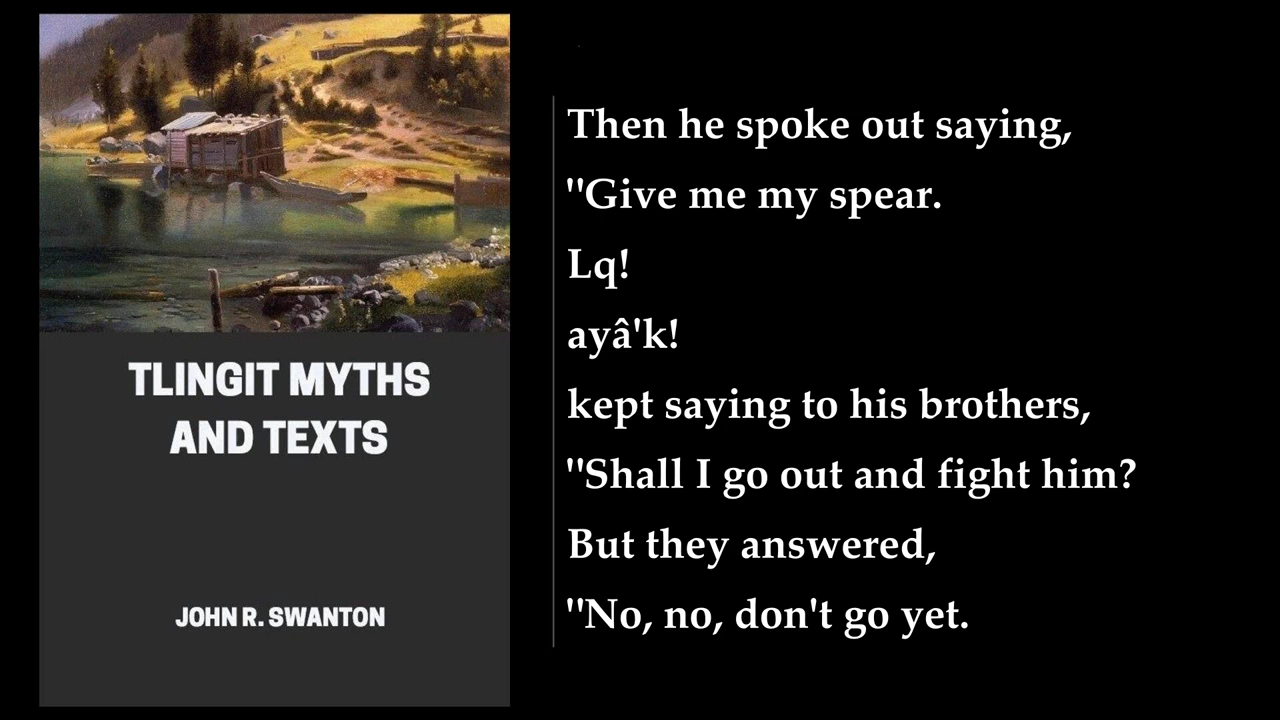 TLINGIT MYTHS
AND TEXTS
JOHN R. SWANTON
Then he spoke out saying,
"Give me my spear.
Lq!
ayâ'k!
kept saying to his brothers,
"Shall I go out and fight him?
But they answered,
"No, no, don't go yet.